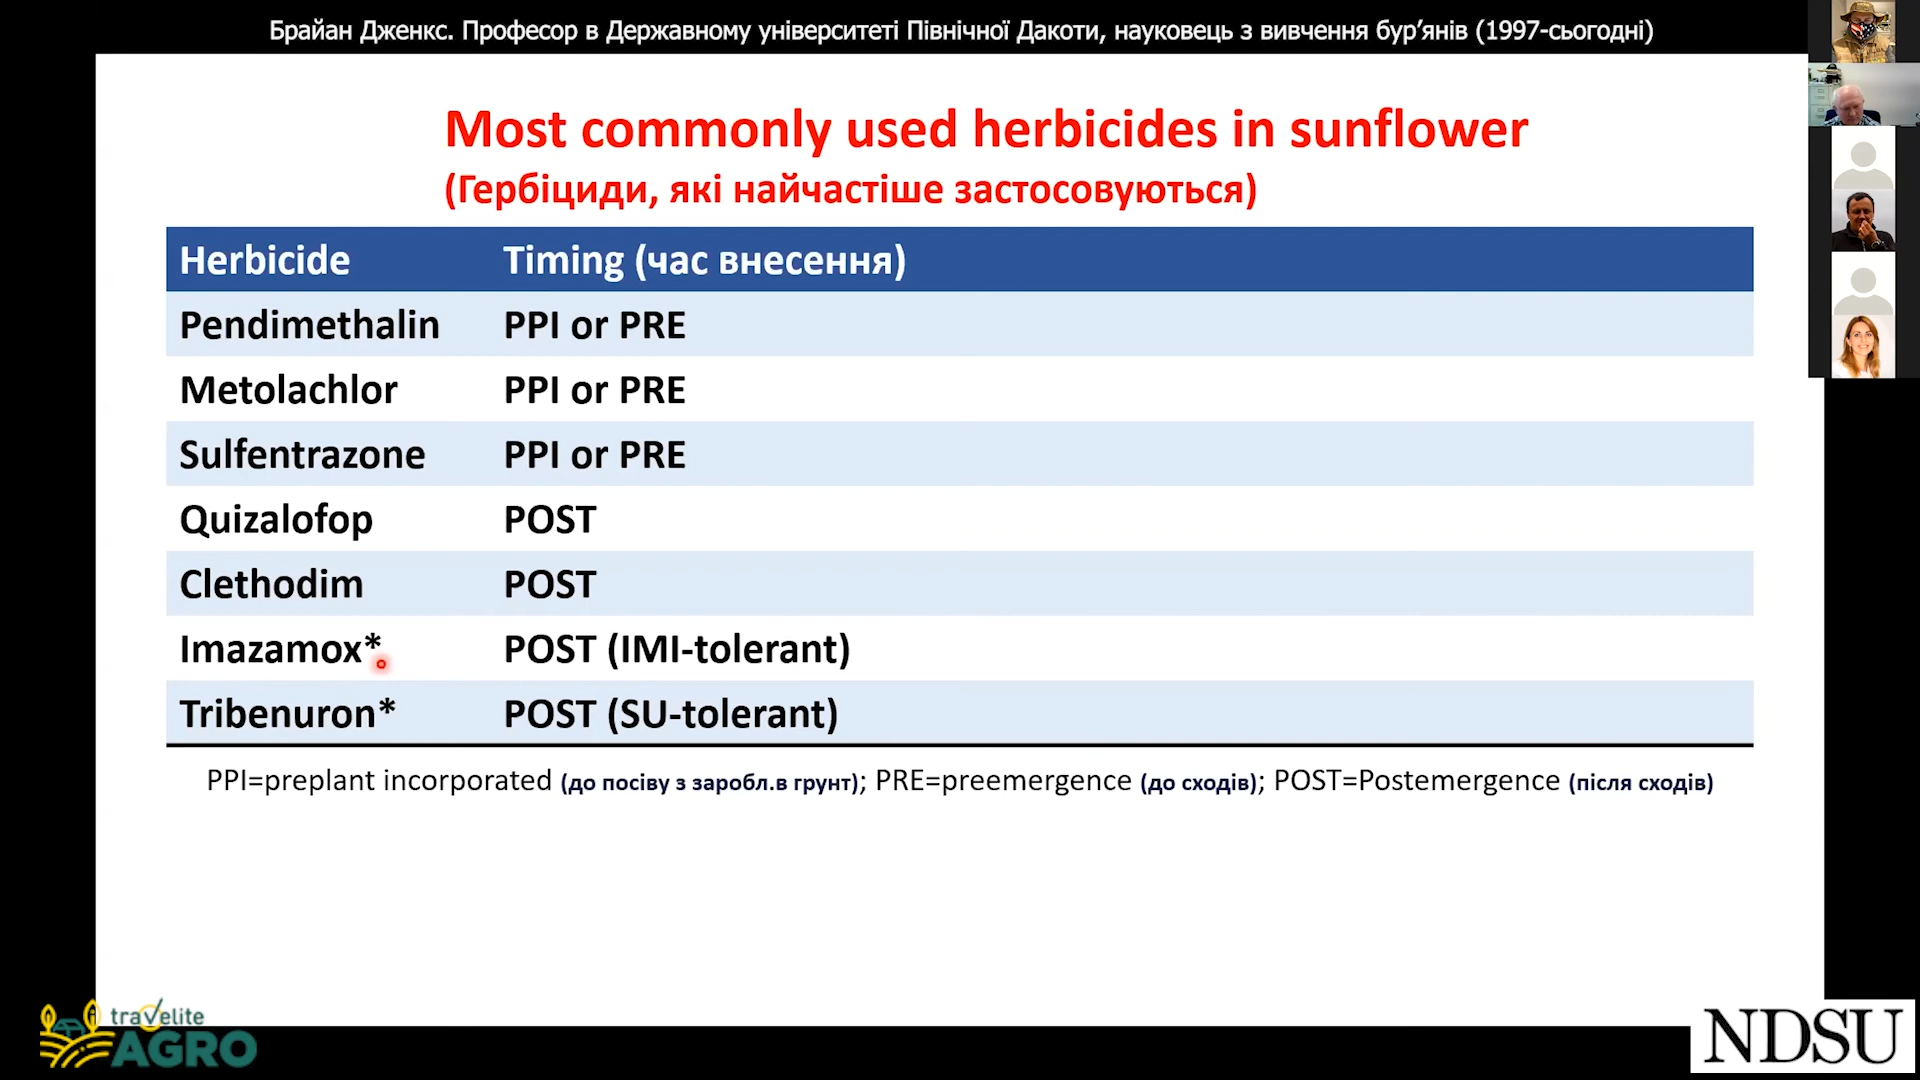 Брайан Дженкс. Професор в Державному університеті Північної Дакоти, науковець з вивчення бур’янів (1997-сьогодні)
Most commonly used herbicides in sunflower
(Гербіциди, які найчастіше застосовуються)
Herbicide Timing (час внесення)
Pendimethalin PPI or PRE
Metolachlor PPI or PRE
Sulfentrazone PPI or PRE
Quizalofop POST
Clethodim POST
Imazamox* POST (IMI-tolerant)
Tribenuron* POST (SU-tolerant)
PPI=preplant incorporated (до посіву з заробл.в грунт); PRE=preemergence (до сходів); POST=Postemergence (після сходів)
travelite
AGRO
NDSU